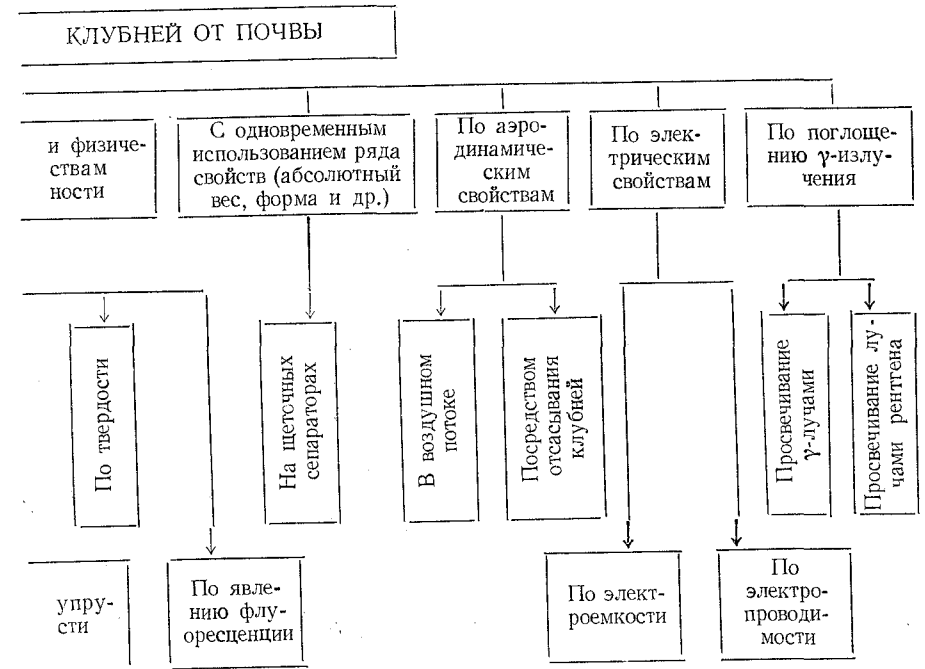 КЛУБНЕЙ ОТ ПОЧВЫ
и физиче-
ствам
ности
С одновременным
использованием ряда
свойств (абсолютный
вес, форма и др.)
По аэро-
динамиче-
ским
свойствам
По элек-
трическим
свойствам
По поглоще-
нию γ-излу-
чения
По твердости
На щеточных
сепараторах
В воздушном
потоке
Посредством
отсасывания
клубней
Просвечивание
γ-лучами
Просвечивание лу-
чами рентгена
упру-
сти
По явле-
нию флу-
оресценции
По элект-
роемкости
По
электро-
проводи-
мости